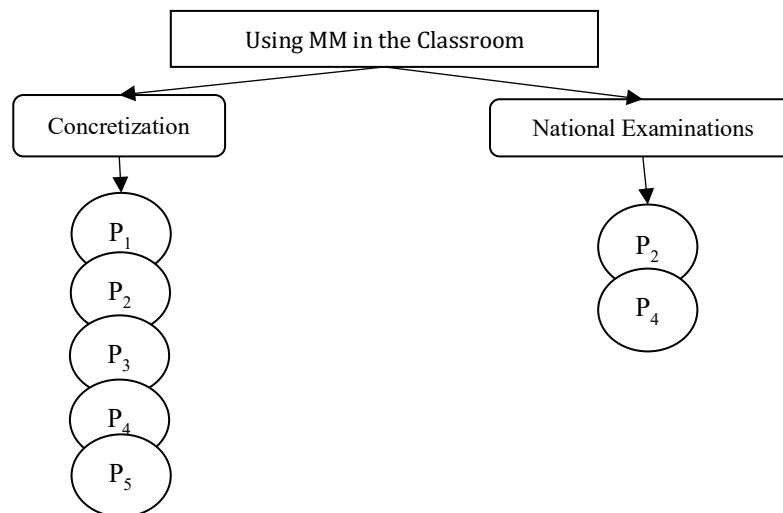 Using MM in the Classroom
Concretization
National Examinations
P₁
P₂
P₃
P₄
P₅
P₂
P₄